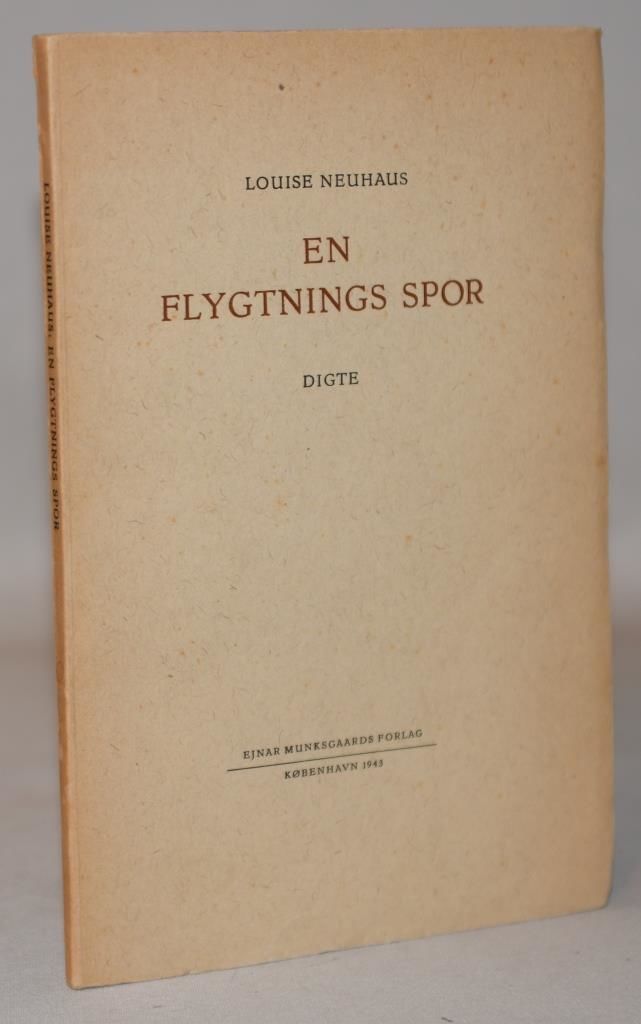 LOUISE NEUHAUS
EN
FLYGTNINGS SPOR
DIGTE
EJNAR MUNKSGAARDS FORLAG
KØBENHAVN 1943
LOUISE NEUHAUS: EN FLYGTNINGS SPOR